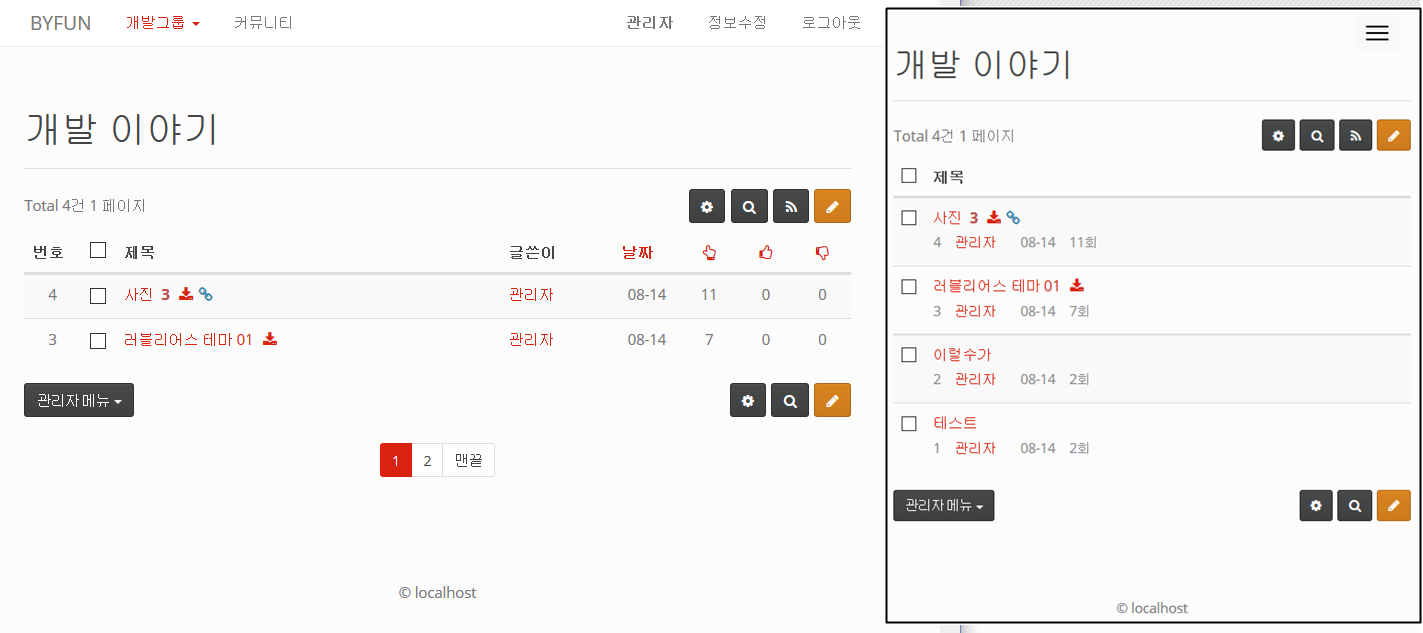 BYFUN 개발그룹 커뮤니티 관리자 정보수정 로그아웃
개발 이야기
Total 4건 1 페이지
번호 제목 글쓴이 날짜
4 사진 3 관리자 08-14 11 0 0
3 러블리어스 테마 01 관리자 08-14 7 0 0
관리자메뉴
1 2 맨끝
© localhost
개발 이야기
Total 4건 1 페이지
제목
사진 3
4 관리자 08-14 11회
러블리어스 테마 01
3 관리자 08-14 7회
이럴수가
2 관리자 08-14 2회
테스트
1 관리자 08-14 2회
관리자메뉴
© localhost